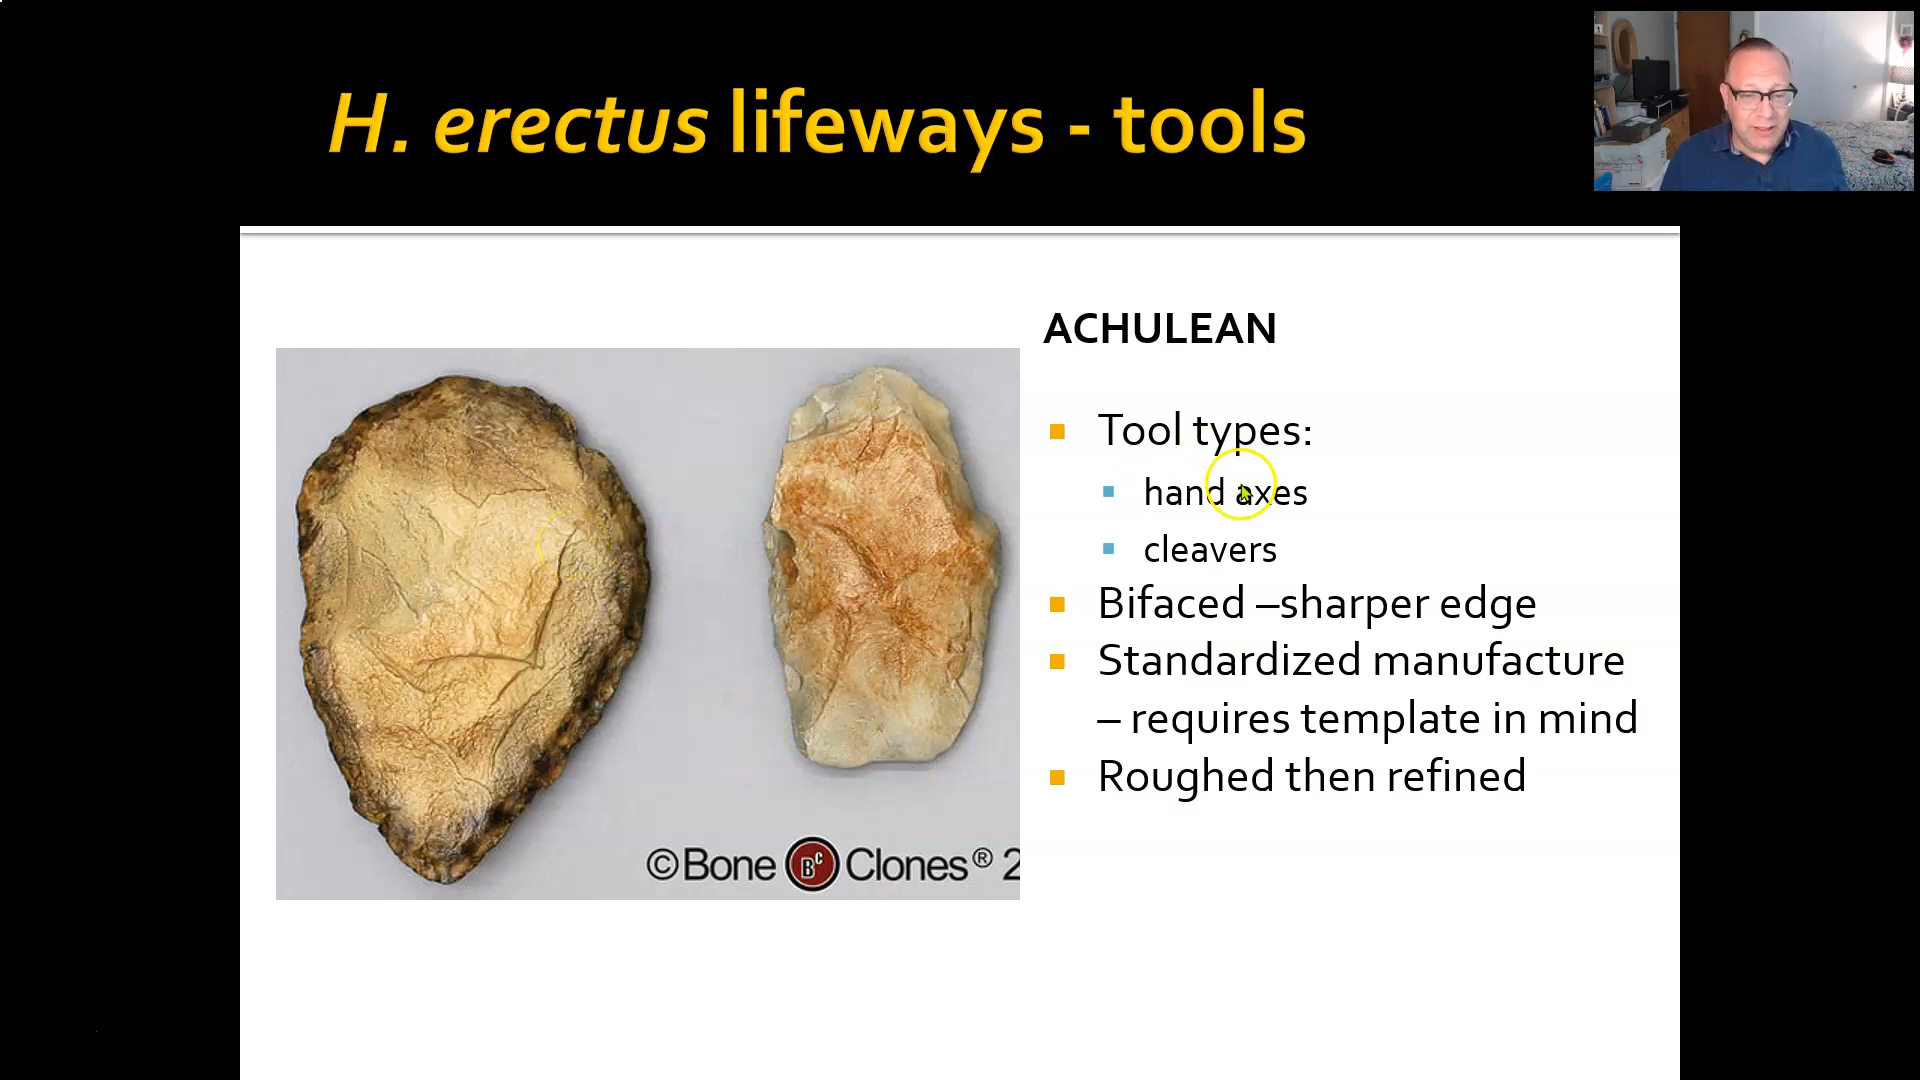 H. erectus lifeways - tools
ACHULEAN
Tool types:
hand axes
cleavers
Bifaced –sharper edge
Standardized manufacture
– requires template in mind
Roughed then refined
©Bone BC Clones® 2